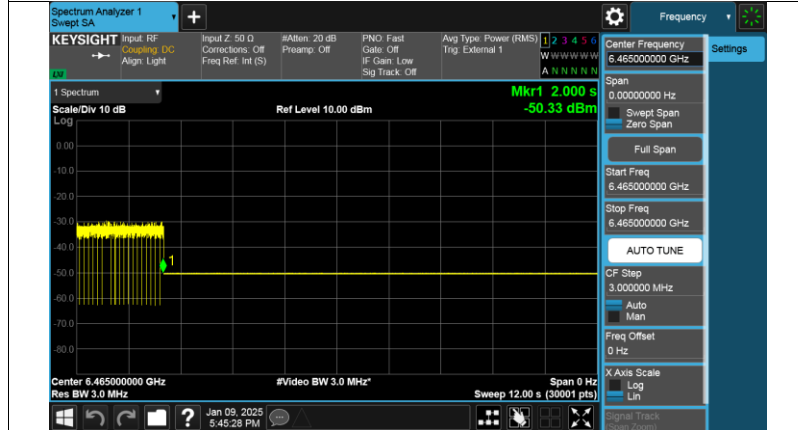 Spectrum Analyzer 1
Swept SA
Frequency
KEYSIGHT
Input: RF
Coupling: DC
Align: Light
Input Z: 50 Ω
Corrections: Off
Freq Ref: Int (S)
#Atten: 20 dB
Preamp: Off
PNO: Fast
Gate: Off
IF Gain: Low
Sig Track: Off
Avg Type: Power (RMS)
Trig: External 1
1 2 3 4 5 6
W W W W W W
A N N N N N
LXI
1 Spectrum
Mkr1 2.000 s
-50.33 dBm
Scale/Div 10 dB
Ref Level 10.00 dBm
Log
0.00
-10.0
-20.0
-30.0
-40.0
-50.0
-60.0
-70.0
-80.0
1
Center 6.465000000 GHz
#Video BW 3.0 MHz*
Span 0 Hz
Res BW 3.0 MHz
Sweep 12.00 s (30001 pts)
Jan 09, 2025
5:45:28 PM
Center Frequency
6.465000000 GHz
Settings
Span
0.00000000 Hz
Swept Span
Zero Span
Full Span
Start Freq
6.465000000 GHz
Stop Freq
6.465000000 GHz
AUTO TUNE
CF Step
3.000000 MHz
Auto
Man
Freq Offset
0 Hz
X Axis Scale
Log
Lin
Signal Track
(Span Zoom)